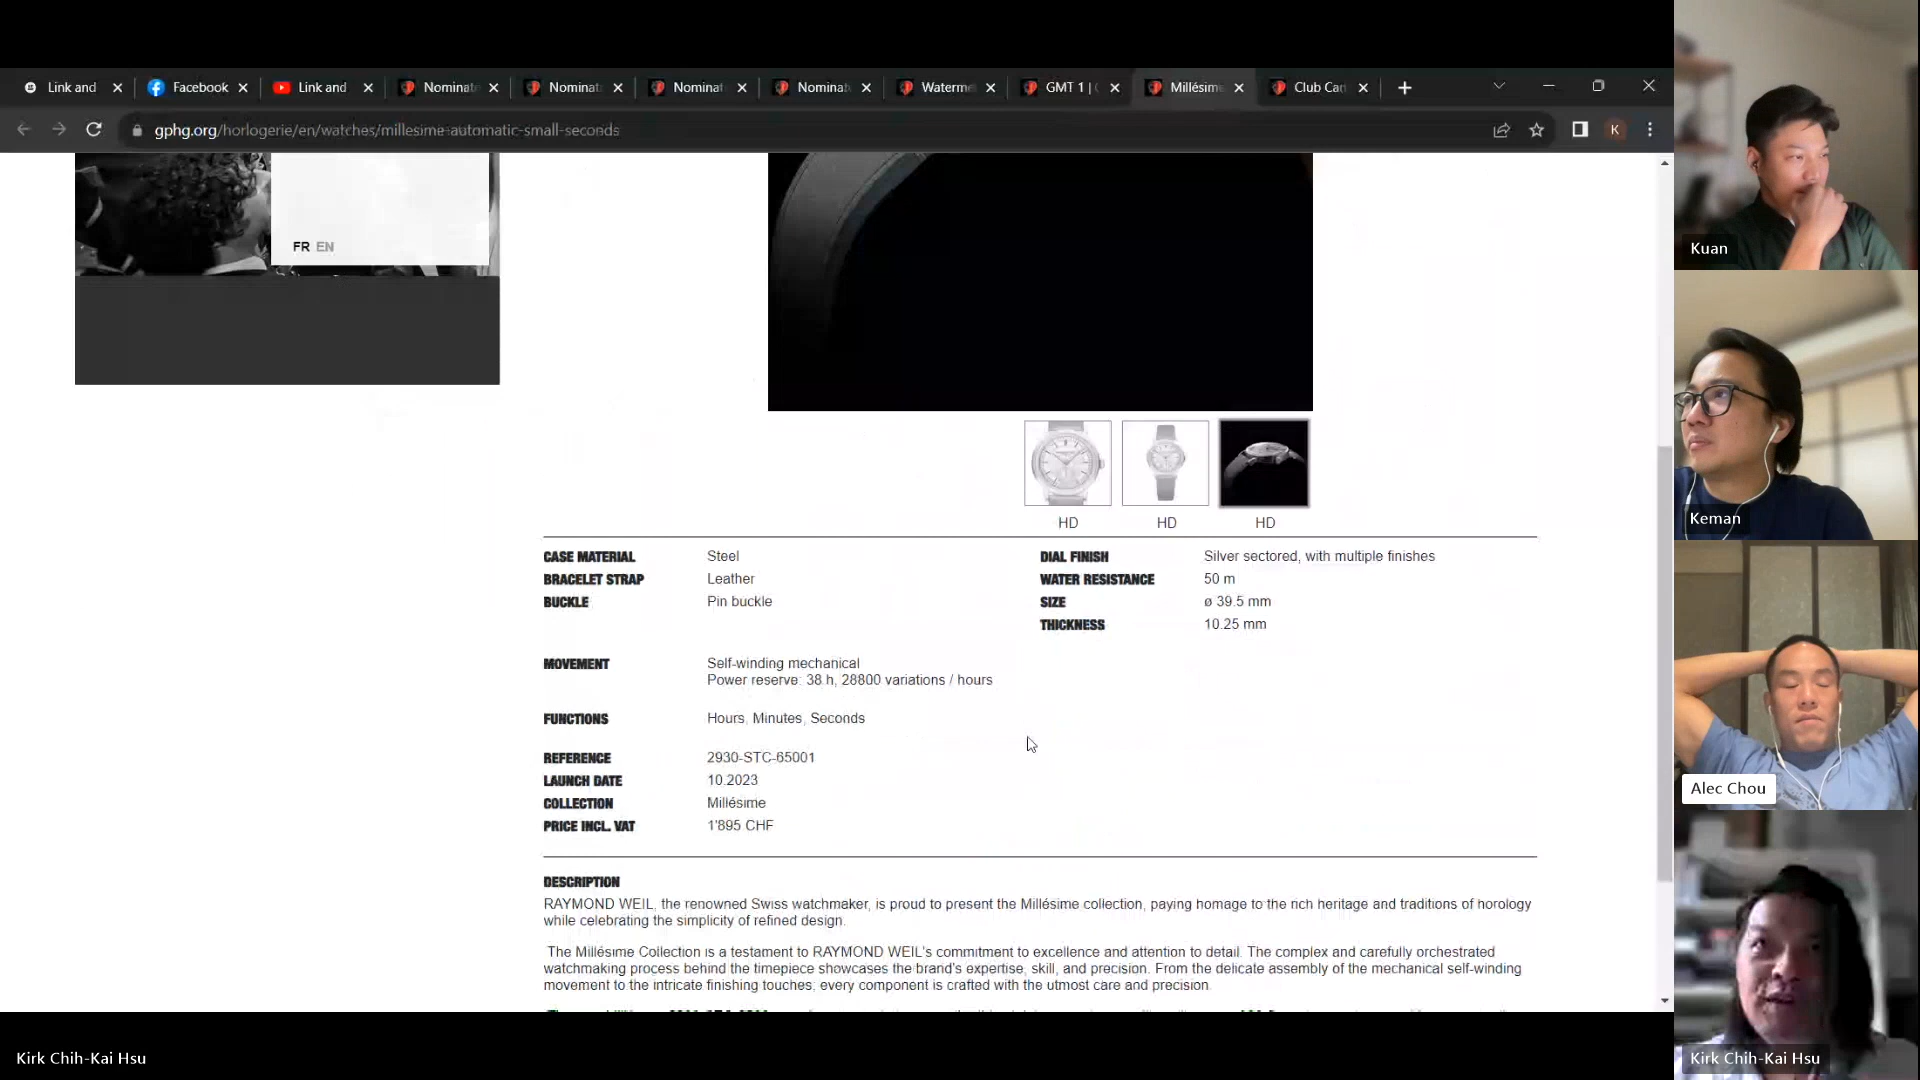 Link and
Facebook
Link and
Nominat
Nominat
Nominat
Nominat
Waterme
GMT 1 | (
Millésim
Club Car
gphg.org/horlogerie/en/watches/millesime-automatic-small-seconds
K
FR EN
HD HD HD
CASE MATERIAL Steel
BRACELET STRAP Leather
BUCKLE Pin buckle
DIAL FINISH Silver sectored, with multiple finishes
WATER RESISTANCE 50 m
SIZE ø 39.5 mm
THICKNESS 10.25 mm
MOVEMENT Self-winding mechanical
Power reserve: 38 h, 28800 variations / hours
FUNCTIONS Hours, Minutes, Seconds
REFERENCE 2930-STC-65001
LAUNCH DATE 10.2023
COLLECTION Millésime
PRICE INCL. VAT 1'895 CHF
DESCRIPTION
RAYMOND WEIL, the renowned Swiss watchmaker, is proud to present the Millésime collection, paying homage to the rich heritage and traditions of horology
while celebrating the simplicity of refined design.
The Millésime Collection is a testament to RAYMOND WEIL's commitment to excellence and attention to detail. The complex and carefully orchestrated
watchmaking process behind the timepiece showcases the brand's expertise, skill, and precision. From the delicate assembly of the mechanical self-winding
movement to the intricate finishing touches, every component is crafted with the utmost care and precision.
Kuan
Keman
Alec Chou
Kirk Chih-Kai Hsu
Kirk Chih-Kai Hsu